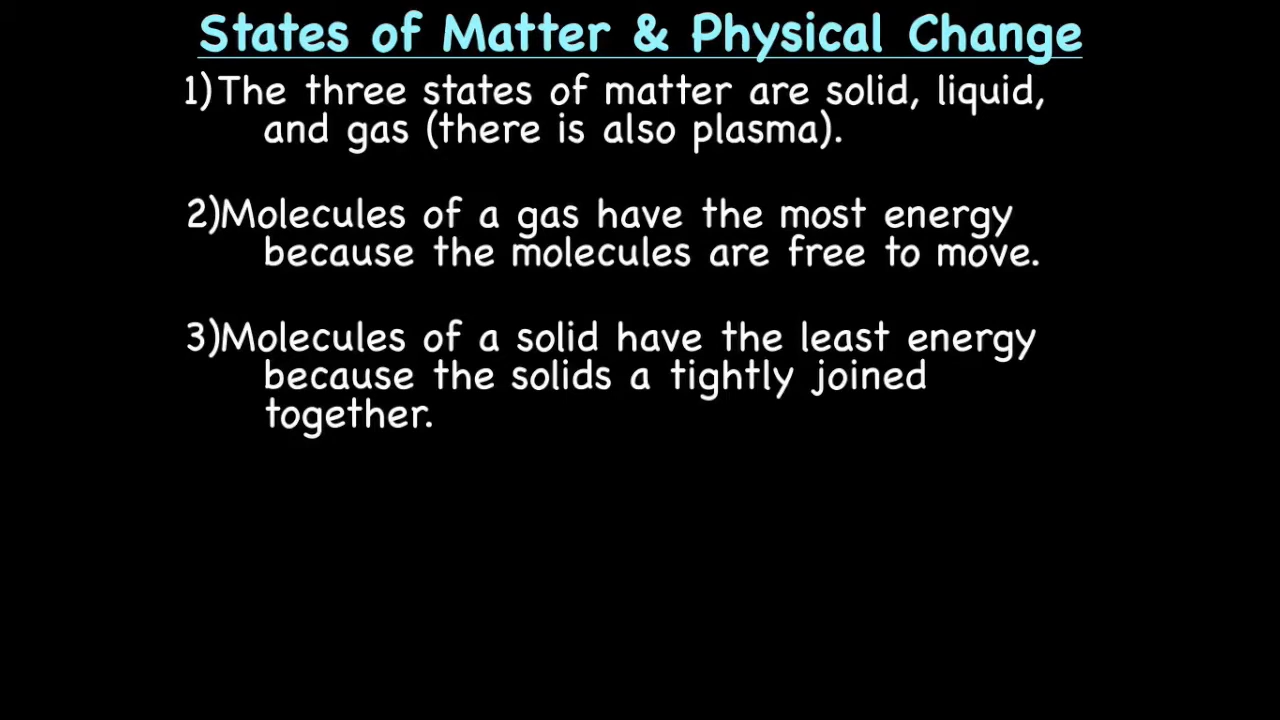 States of Matter & Physical Change
1)The three states of matter are solid, liquid,
and gas (there is also plasma).
2)Molecules of a gas have the most energy
because the molecules are free to move.
3)Molecules of a solid have the least energy
because the solids a tightly joined
together.